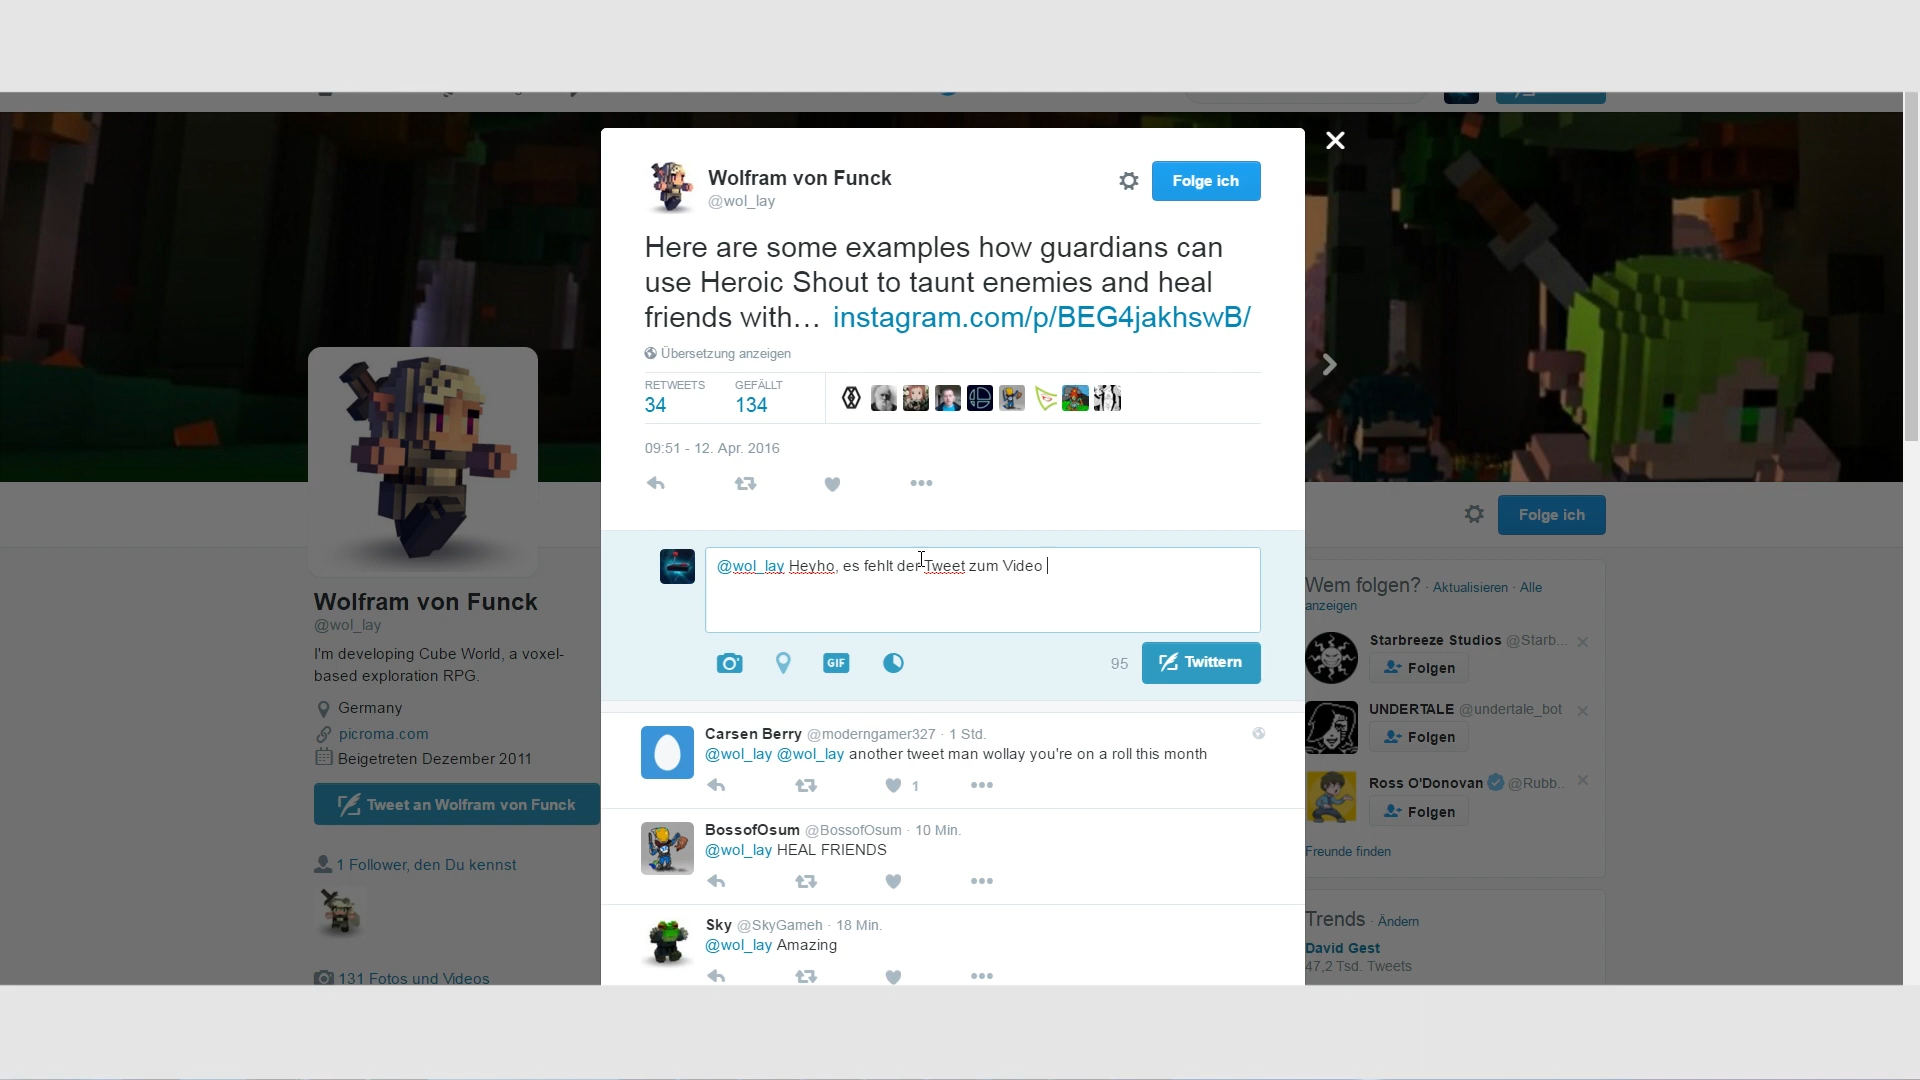 Wolfram von Funck
@wol_lay
Folge ich
Here are some examples how guardians can
use Heroic Shout to taunt enemies and heal
friends with… instagram.com/p/BEG4jakhswB/
Übersetzung anzeigen
RETWEETS GEFÄLLT
34 134
09:51 - 12. Apr. 2016
@wol_lay Heyho, es fehlt der Tweet zum Video
GIF
95 Twittern
Carsen Berry @moderngamer327 · 1 Std.
@wol_lay @wol_lay another tweet man wollay you're on a roll this month
1
BossofOsum @BossofOsum · 10 Min.
@wol_lay HEAL FRIENDS
Sky @SkyGameh · 18 Min.
@wol_lay Amazing
Wolfram von Funck
@wol_lay
I'm developing Cube World, a voxel-
based exploration RPG.
Germany
picroma.com
Beigetreten Dezember 2011
Tweet an Wolfram von Funck
1 Follower, den Du kennst
131 Fotos und Videos
Folge ich
Wem folgen? · Aktualisieren · Alle
anzeigen
Starbreeze Studios @Starb...
Folgen
UNDERTALE @undertale_bot
Folgen
Ross O'Donovan @Rubb..
Folgen
Freunde finden
Trends · Ändern
David Gest
47,2 Tsd. Tweets